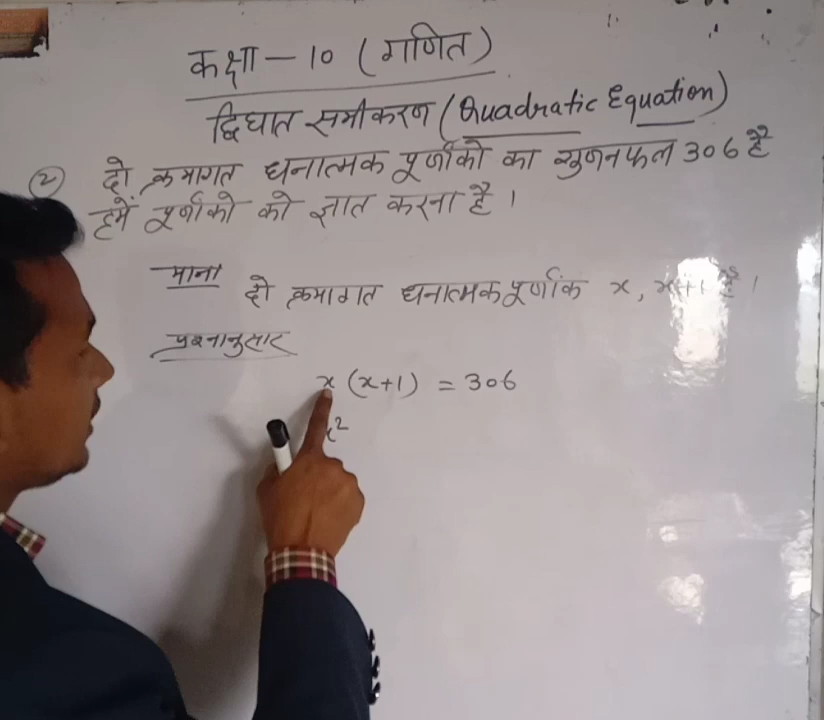 कक्षा - 10 (गणित)
द्विघात समीकरण (Quadratic Equation)
(2) दो क्रमागत धनात्मक पूर्णांको का गुणनफल 306 है
हमें पूर्णांको को ज्ञात करना है।
माना दो क्रमागत धनात्मक पूर्णांक x, x+1 है।
प्रश्नानुसार
x (x+1) = 306
x²